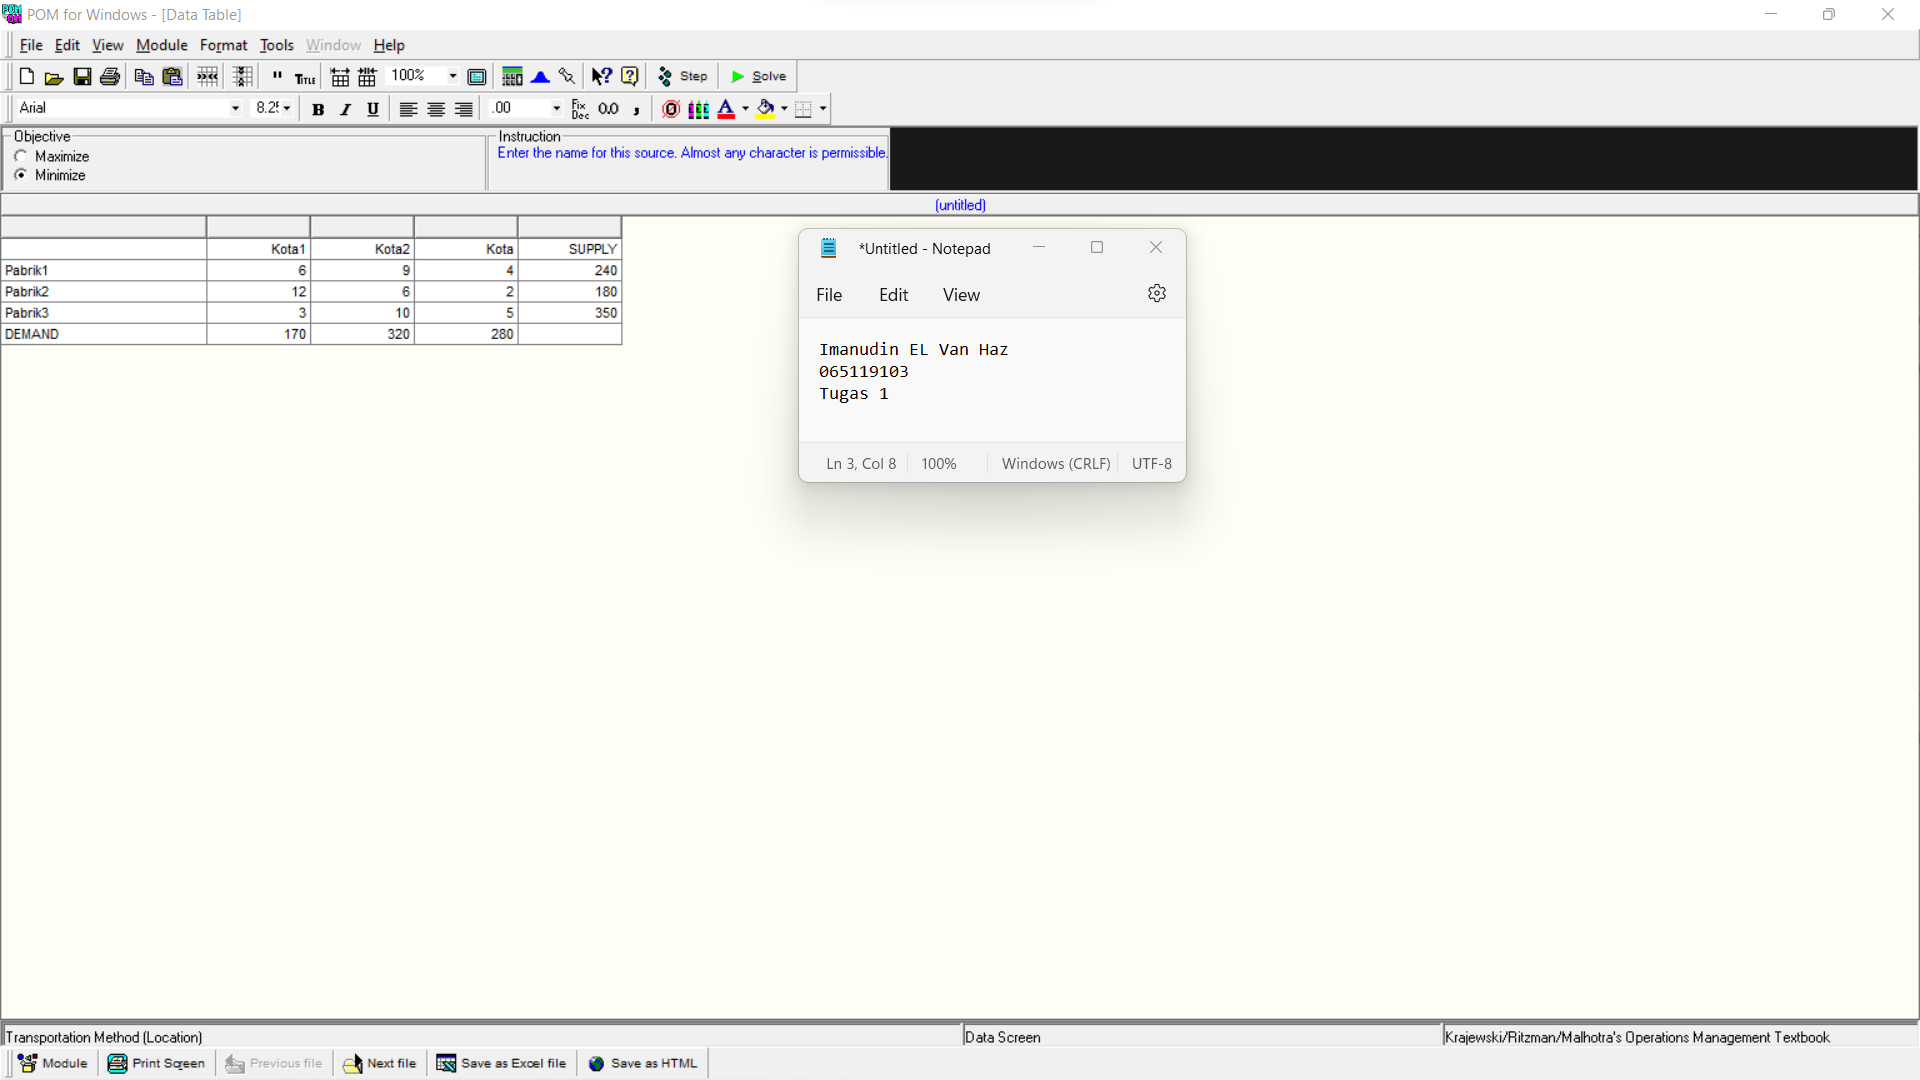 POM for Windows - [Data Table]
File Edit View Module Format Tools Window Help
" TITLE 100% Step Solve
Arial 8.25 B I U .00 Fix Dec 0.0 , A
Objective
Maximize
Minimize
Instruction
Enter the name for this source. Almost any character is permissible.
(untitled)
Kota1 Kota2 Kota SUPPLY
Pabrik1 6 9 4 240
Pabrik2 12 6 2 180
Pabrik3 3 10 5 350
DEMAND 170 320 280
*Untitled - Notepad
File Edit View
Imanudin EL Van Haz
065119103
Tugas 1
Ln 3, Col 8 100% Windows (CRLF) UTF-8
Transportation Method (Location) Data Screen Krajewski/Ritzman/Malhotra's Operations Management Textbook
Module Print Screen Previous file Next file Save as Excel file Save as HTML